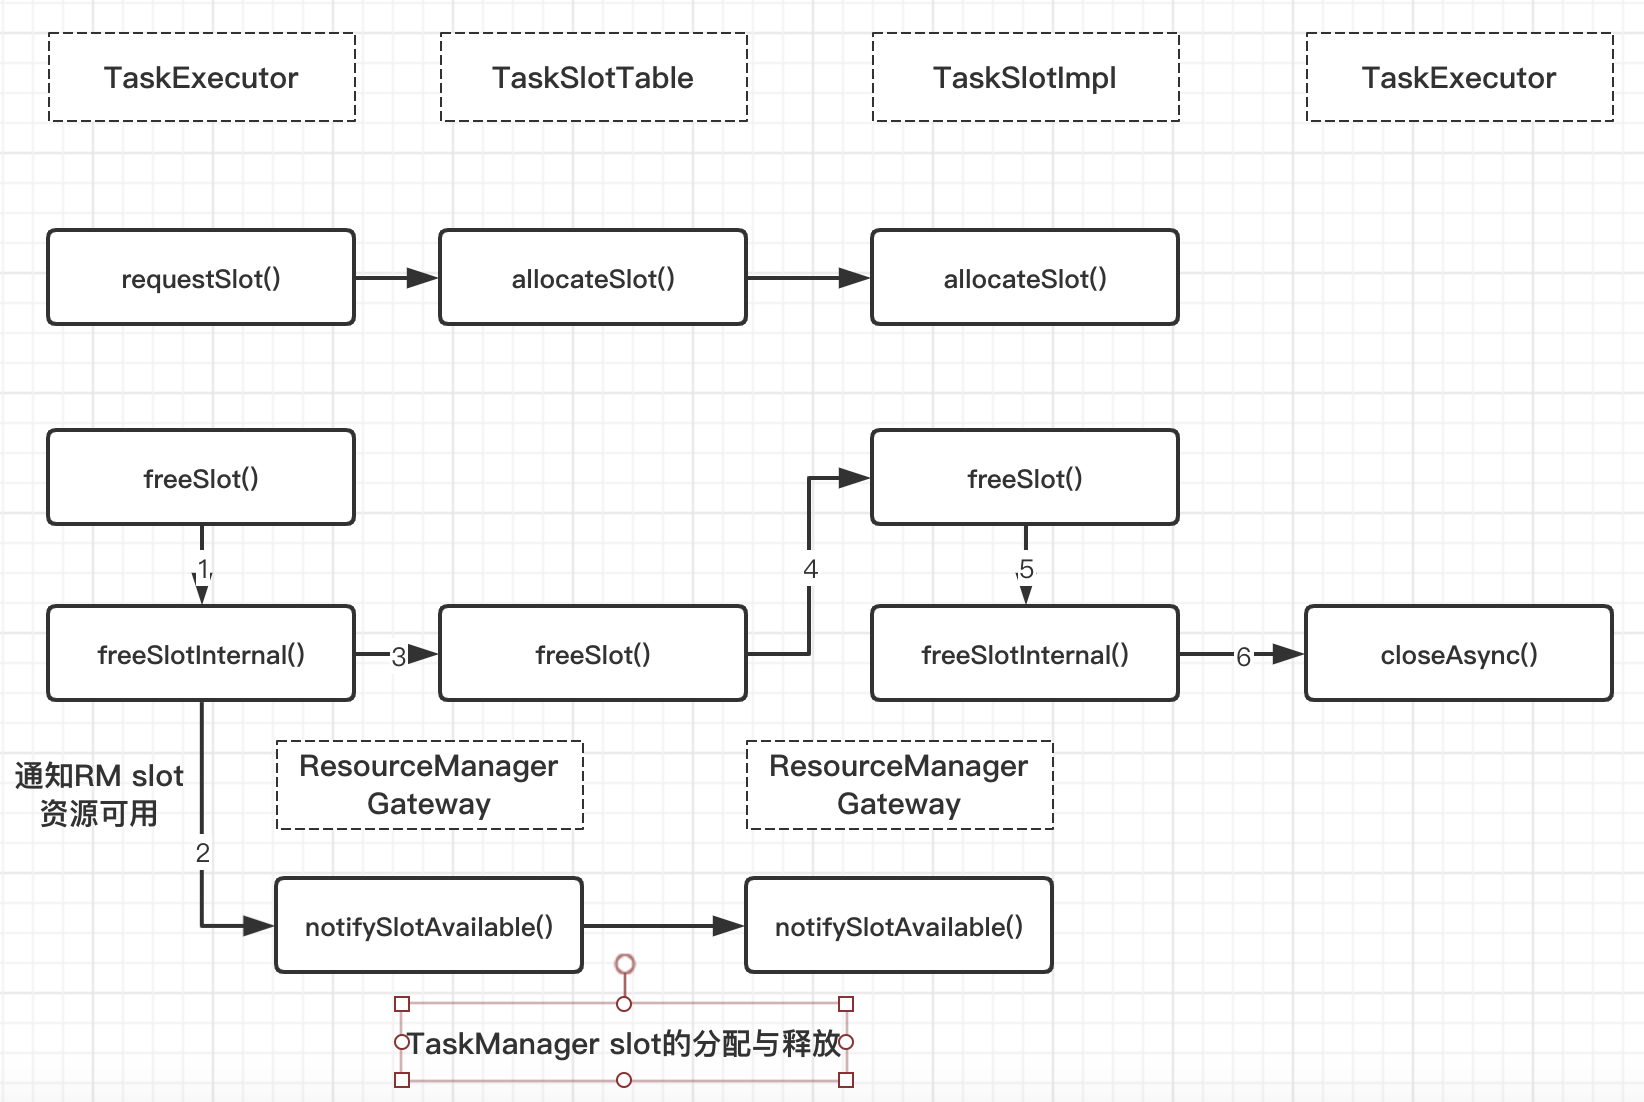 TaskExecutor
TaskSlotTable
TaskSlotImpl
TaskExecutor
requestSlot()
allocateSlot()
allocateSlot()
freeSlot()
freeSlot()
1
4
5
freeSlotInternal()
3
freeSlot()
freeSlotInternal()
6
closeAsync()
通知RM slot
资源可用
ResourceManager
Gateway
ResourceManager
Gateway
2
notifySlotAvailable()
notifySlotAvailable()
TaskManager slot的分配与释放